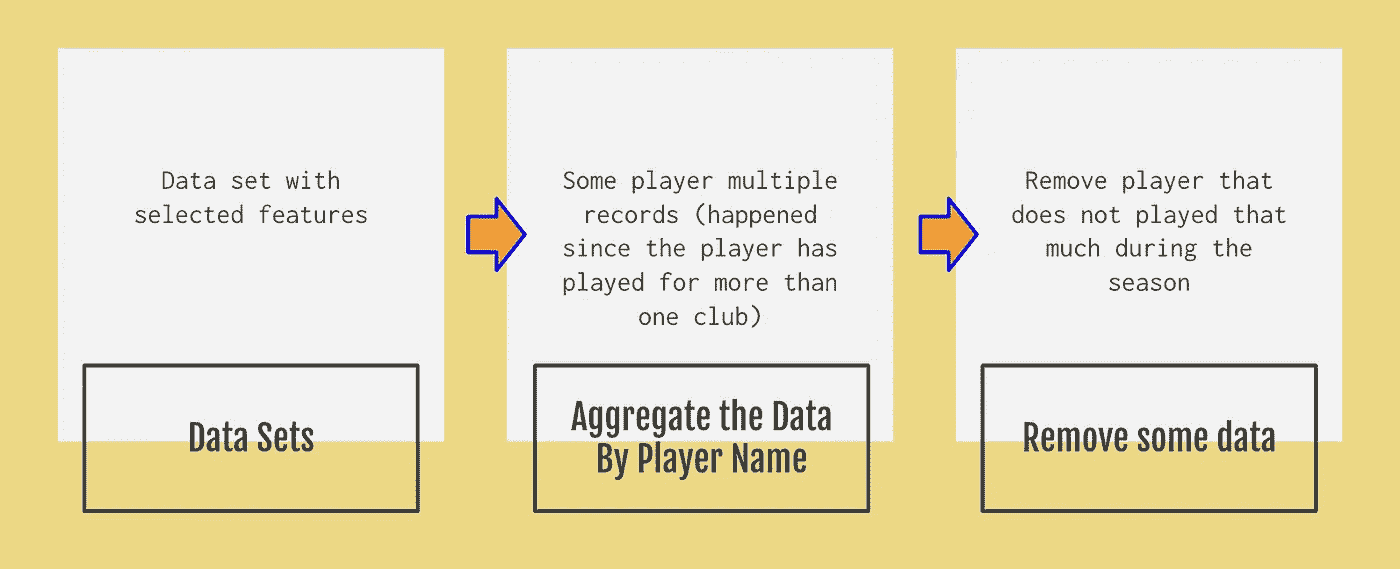 Data set with
selected features
Data Sets
Some player multiple
records (happened
since the player has
played for more than
one club)
Aggregate the Data
By Player Name
Remove player that
does not played that
much during the
season
Remove some data